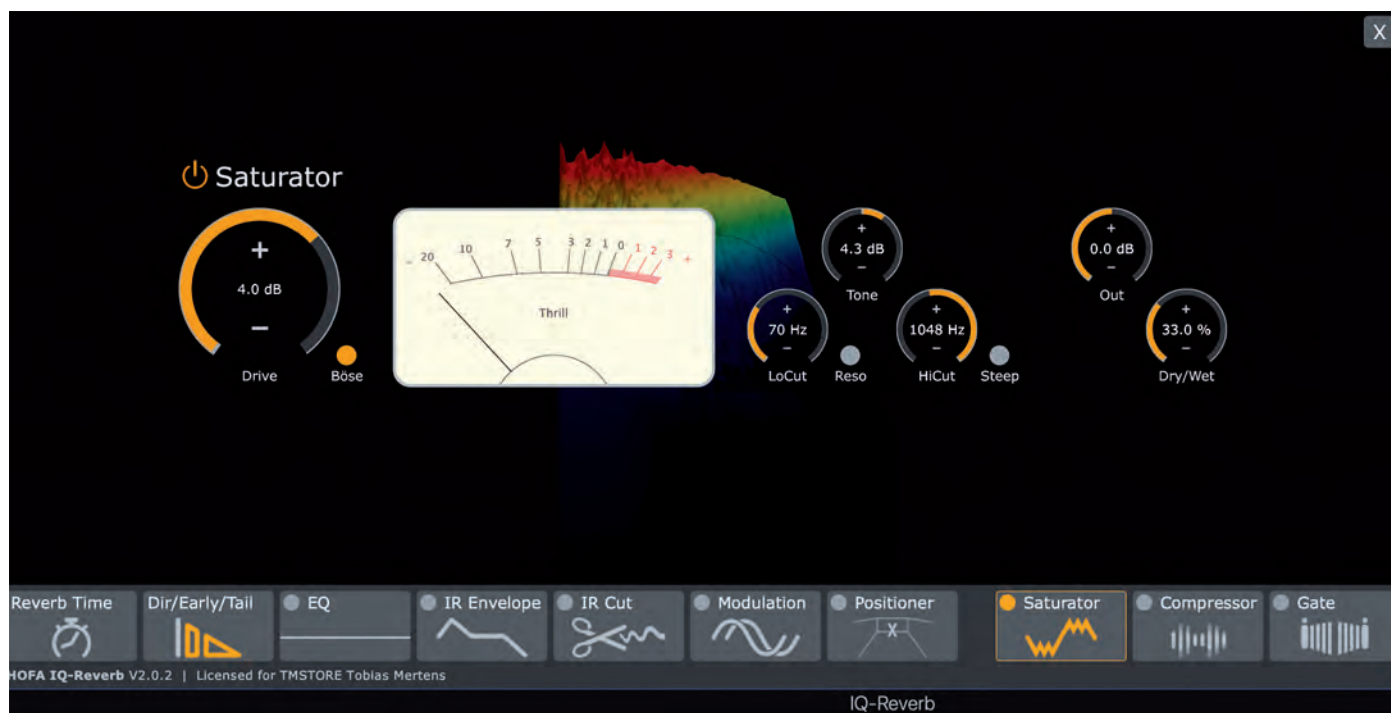 X
Saturator
+
4.0 dB
−
Drive
Böse
- 20 10 7 5 3 2 1 0 1 2 3 +
Thrill
+
4.3 dB
−
Tone
+
70 Hz
−
LoCut
Reso
+
1048 Hz
−
HiCut
Steep
+
0.0 dB
−
Out
+
33.0 %
−
Dry/Wet
Reverb Time
Dir/Early/Tail
EQ
IR Envelope
IR Cut
Modulation
Positioner
X
Saturator
Compressor
Gate
HOFA IQ-Reverb V2.0.2 | Licensed for TMSTORE Tobias Mertens
IQ-Reverb